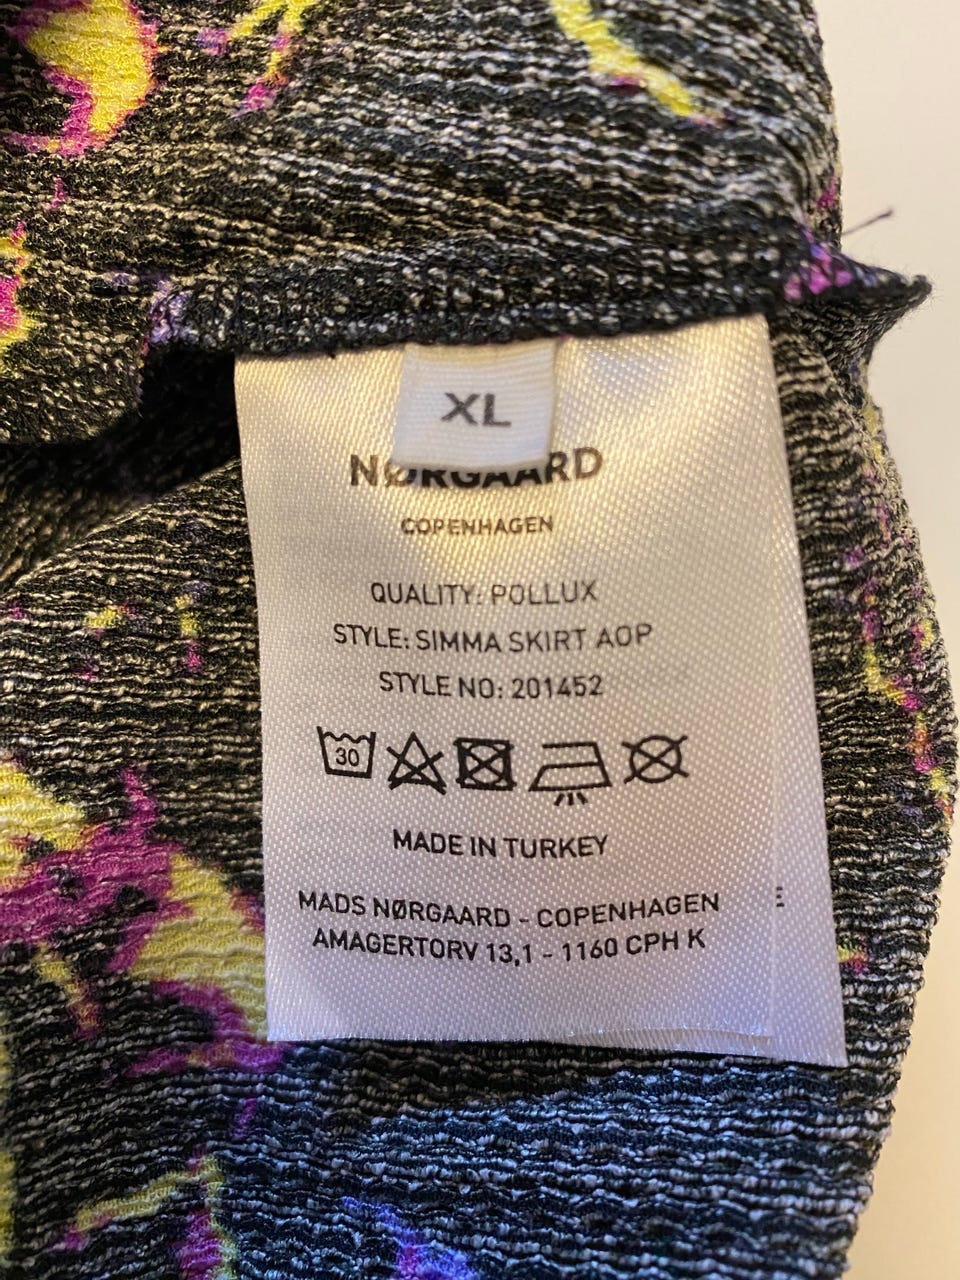 XL
NØRGAARD
COPENHAGEN
QUALITY: POLLUX
STYLE: SIMMA SKIRT AOP
STYLE NO: 201452
30
MADE IN TURKEY
MADS NØRGAARD - COPENHAGEN
E
AMAGERTORV 13,1 - 1160 CPH K